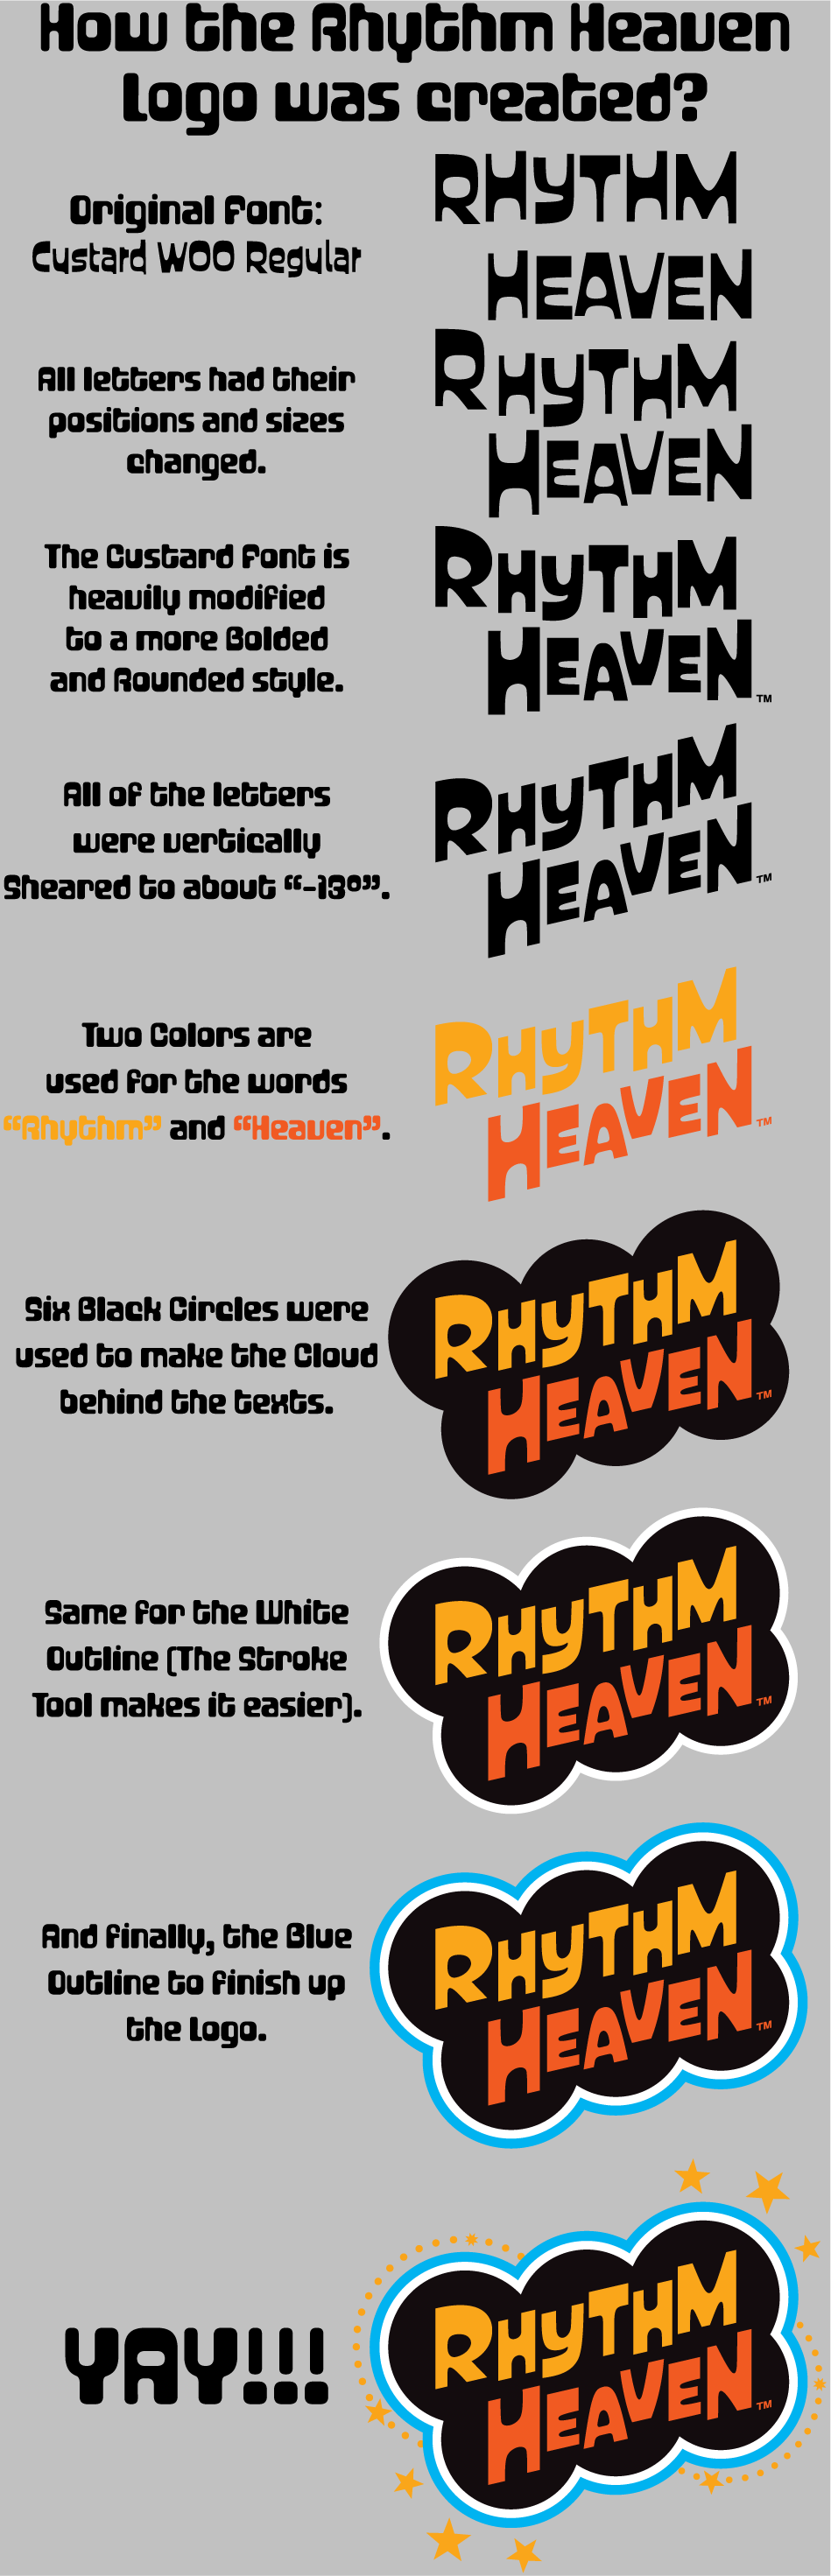 How the Rhythm Heaven
Logo was created?
Original Font:
Custard WOO Regular
RHYTHM
HEAVEN
All letters had their
positions and sizes
changed.
RHYTHM
HEAVEN
The Custard Font is
heavily modified
to a more Bolded
and Rounded style.
RHYTHM
HEAVEN
TM
All of the letters
were vertically
Sheared to about “-13º”.
RHYTHM
HEAVEN
TM
Two Colors are
used for the words
“Rhythm” and “Heaven”.
RHYTHM
HEAVEN
TM
Six Black Circles were
used to make the Cloud
behind the texts.
RHYTHM
HEAVEN
TM
Same for the White
Outline (The Stroke
Tool makes it easier).
RHYTHM
HEAVEN
TM
And finally, the Blue
Outline to finish up
the Logo.
RHYTHM
HEAVEN
TM
YAY!!!
RHYTHM
HEAVEN
TM